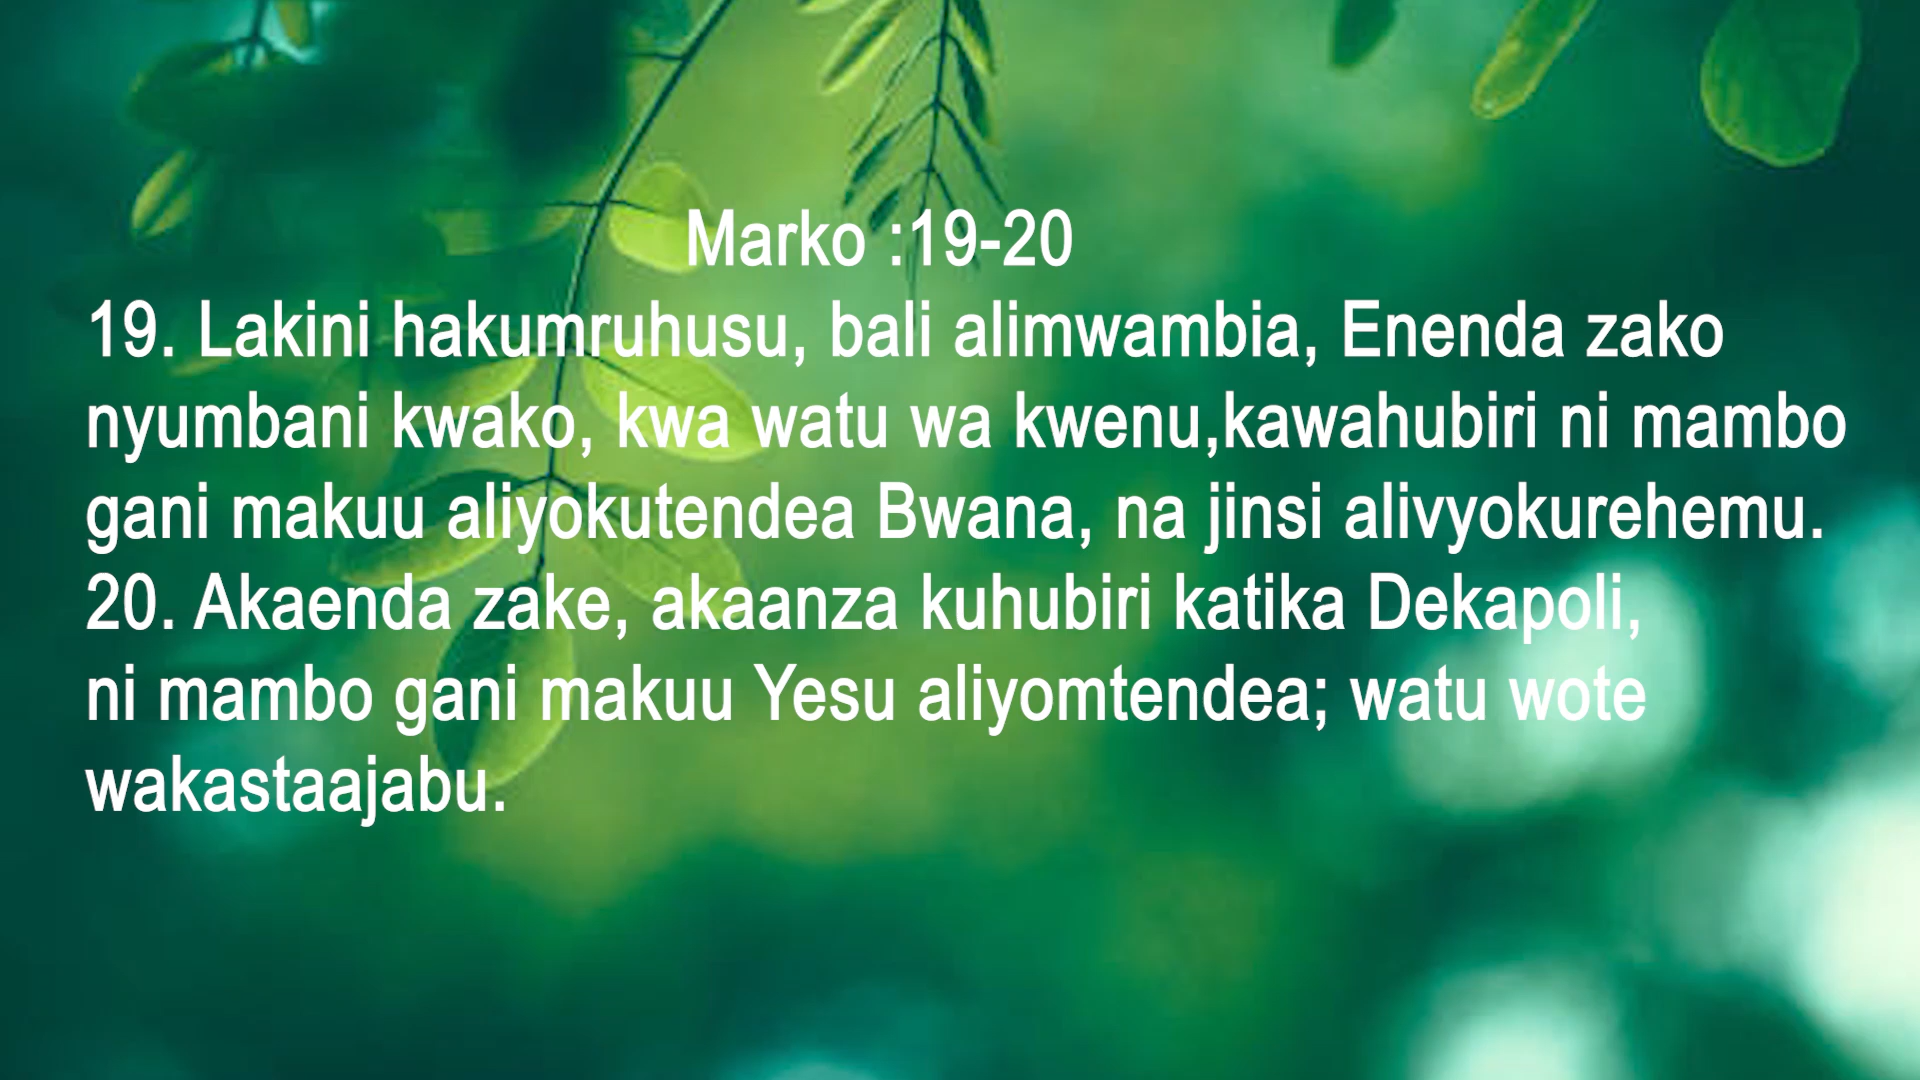 Marko :19-20
19. Lakini hakumruhusu, bali alimwambia, Enenda zako
nyumbani kwako, kwa watu wa kwenu,kawahubiri ni mambo
gani makuu aliyokutendea Bwana, na jinsi alivyokurehemu.
20. Akaenda zake, akaanza kuhubiri katika Dekapoli,
ni mambo gani makuu Yesu aliyomtendea; watu wote
wakastaajabu.